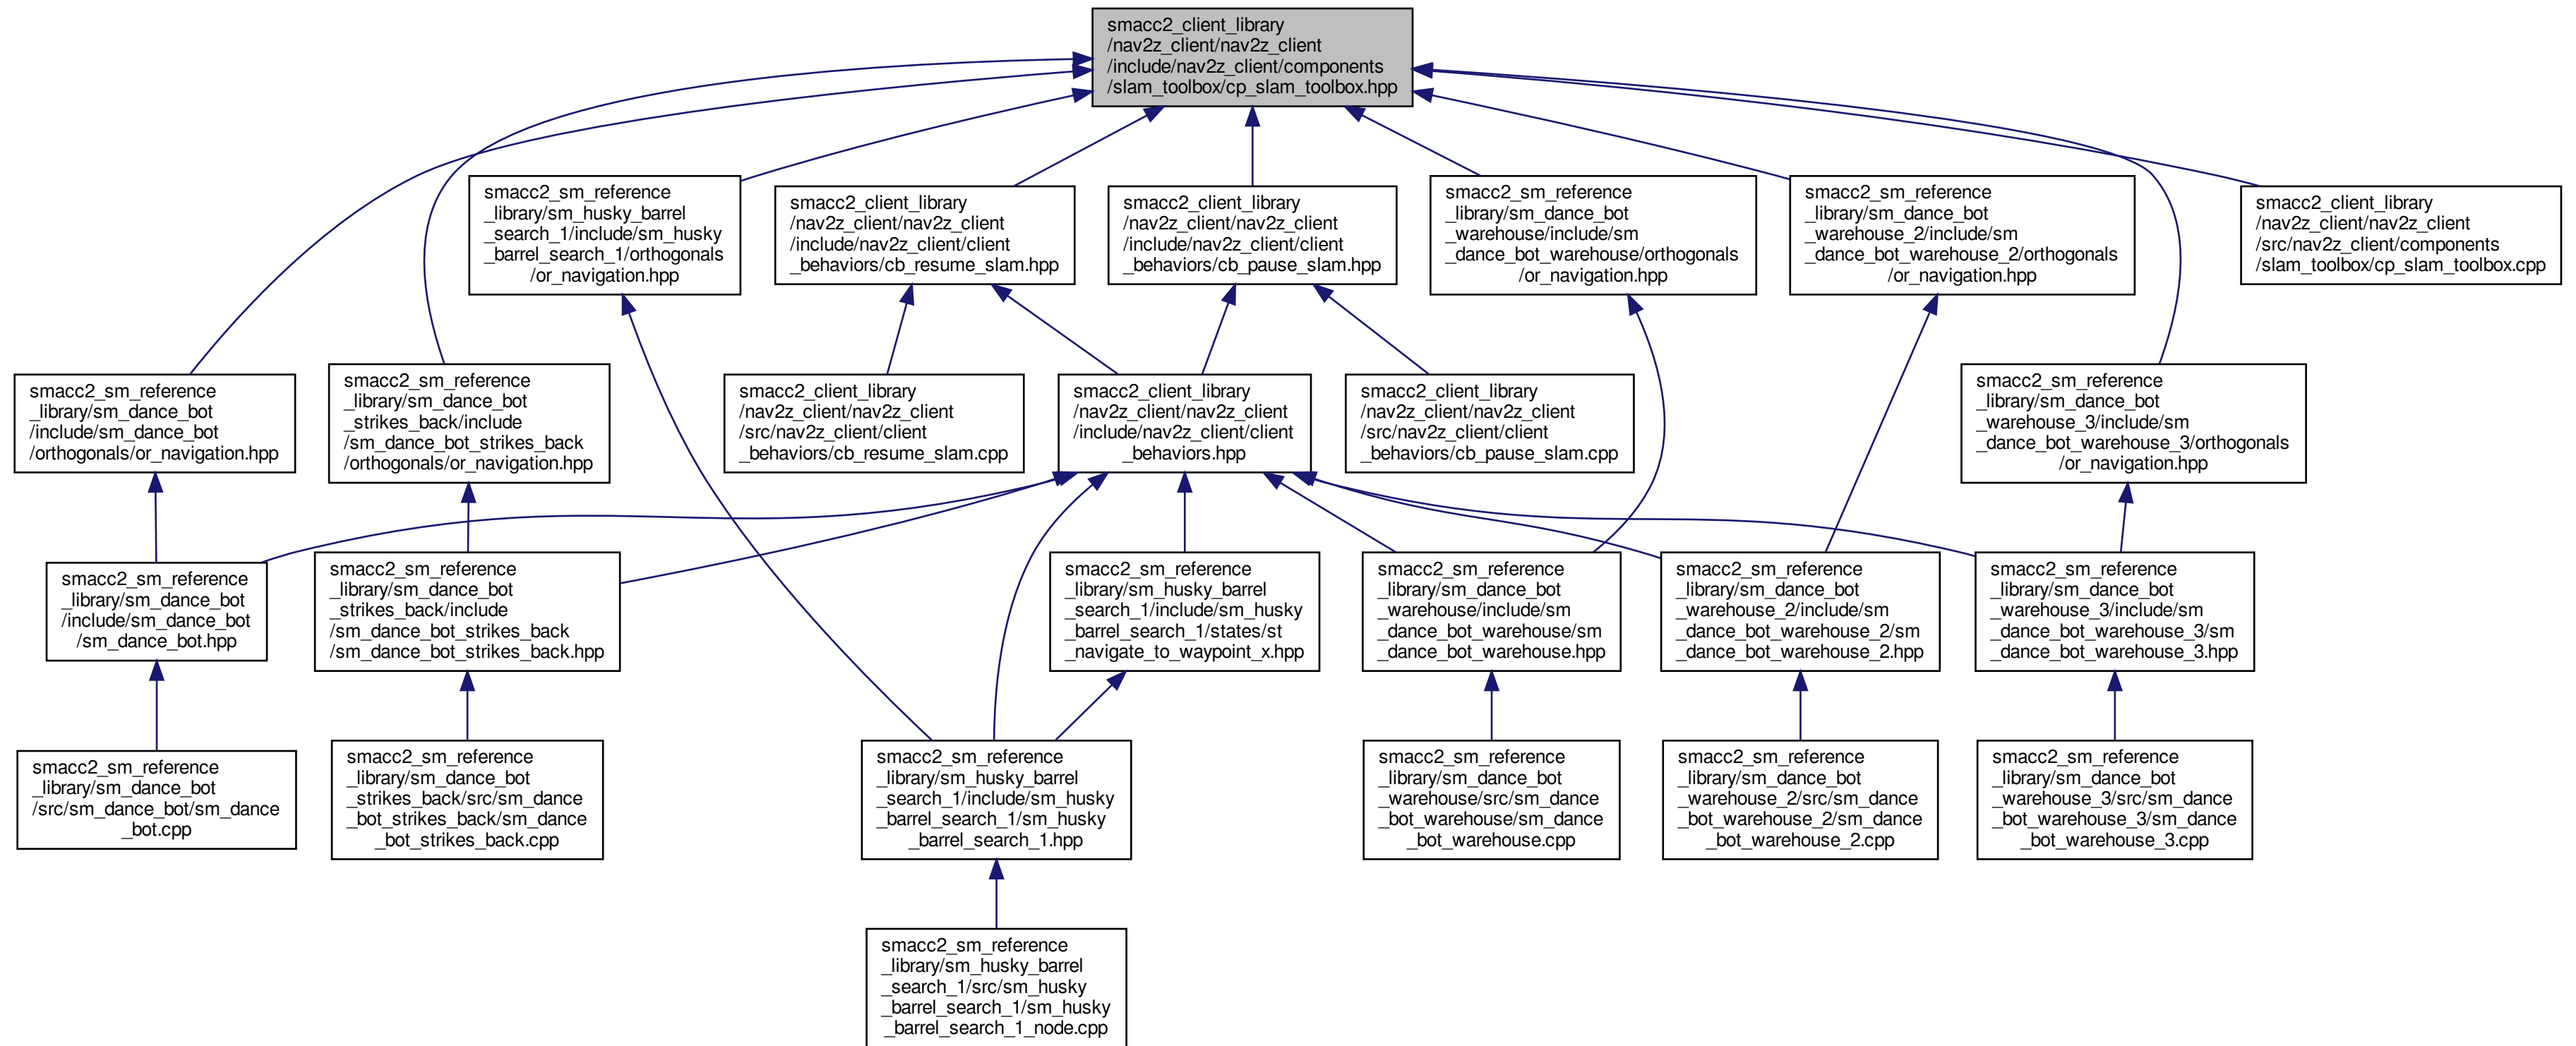 smacc2_client_library
/nav2z_client/nav2z_client
/include/nav2z_client/components
/slam_toolbox/cp_slam_toolbox.hpp
smacc2_sm_reference
_library/sm_husky_barrel
_search_1/include/sm_husky
_barrel_search_1/orthogonals
/or_navigation.hpp
smacc2_client_library
/nav2z_client/nav2z_client
/include/nav2z_client/client
_behaviors/cb_resume_slam.hpp
smacc2_client_library
/nav2z_client/nav2z_client
/include/nav2z_client/client
_behaviors/cb_pause_slam.hpp
smacc2_sm_reference
_library/sm_dance_bot
_warehouse/include/sm
_dance_bot_warehouse/orthogonals
/or_navigation.hpp
smacc2_sm_reference
_library/sm_dance_bot
_warehouse_2/include/sm
_dance_bot_warehouse_2/orthogonals
/or_navigation.hpp
smacc2_client_library
/nav2z_client/nav2z_client
/src/nav2z_client/components
/slam_toolbox/cp_slam_toolbox.cpp
smacc2_sm_reference
_library/sm_dance_bot
/include/sm_dance_bot
/orthogonals/or_navigation.hpp
smacc2_sm_reference
_library/sm_dance_bot
_strikes_back/include
/sm_dance_bot_strikes_back
/orthogonals/or_navigation.hpp
smacc2_client_library
/nav2z_client/nav2z_client
/src/nav2z_client/client
_behaviors/cb_resume_slam.cpp
smacc2_client_library
/nav2z_client/nav2z_client
/include/nav2z_client/client
_behaviors.hpp
smacc2_client_library
/nav2z_client/nav2z_client
/src/nav2z_client/client
_behaviors/cb_pause_slam.cpp
smacc2_sm_reference
_library/sm_dance_bot
_warehouse_3/include/sm
_dance_bot_warehouse_3/orthogonals
/or_navigation.hpp
smacc2_sm_reference
_library/sm_dance_bot
/include/sm_dance_bot
/sm_dance_bot.hpp
smacc2_sm_reference
_library/sm_dance_bot
_strikes_back/include
/sm_dance_bot_strikes_back
/sm_dance_bot_strikes_back.hpp
smacc2_sm_reference
_library/sm_husky_barrel
_search_1/include/sm_husky
_barrel_search_1/states/st
_navigate_to_waypoint_x.hpp
smacc2_sm_reference
_library/sm_dance_bot
_warehouse/include/sm
_dance_bot_warehouse/sm
_dance_bot_warehouse.hpp
smacc2_sm_reference
_library/sm_dance_bot
_warehouse_2/include/sm
_dance_bot_warehouse_2/sm
_dance_bot_warehouse_2.hpp
smacc2_sm_reference
_library/sm_dance_bot
_warehouse_3/include/sm
_dance_bot_warehouse_3/sm
_dance_bot_warehouse_3.hpp
smacc2_sm_reference
_library/sm_dance_bot
/src/sm_dance_bot/sm_dance
_bot.cpp
smacc2_sm_reference
_library/sm_dance_bot
_strikes_back/src/sm_dance
_bot_strikes_back/sm_dance
_bot_strikes_back.cpp
smacc2_sm_reference
_library/sm_husky_barrel
_search_1/include/sm_husky
_barrel_search_1/sm_husky
_barrel_search_1.hpp
smacc2_sm_reference
_library/sm_dance_bot
_warehouse/src/sm_dance
_bot_warehouse/sm_dance
_bot_warehouse.cpp
smacc2_sm_reference
_library/sm_dance_bot
_warehouse_2/src/sm_dance
_bot_warehouse_2/sm_dance
_bot_warehouse_2.cpp
smacc2_sm_reference
_library/sm_dance_bot
_warehouse_3/src/sm_dance
_bot_warehouse_3/sm_dance
_bot_warehouse_3.cpp
smacc2_sm_reference
_library/sm_husky_barrel
_search_1/src/sm_husky
_barrel_search_1/sm_husky
_barrel_search_1_node.cpp